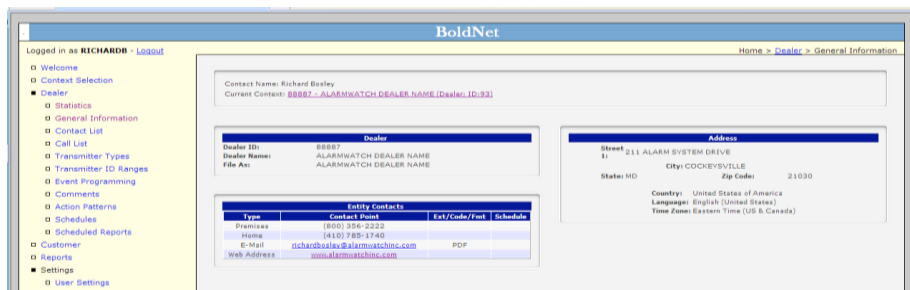 BoldNet
Logged in as RICHARDB - Logout
Home > Dealer > General Information
Welcome
Context Selection
Dealer
Statistics
General Information
Contact List
Call List
Transmitter Types
Transmitter ID Ranges
Event Programming
Comments
Action Patterns
Schedules
Scheduled Reports
Customer
Reports
Settings
User Settings
Contact Name: Richard Bosley
Current Context: 88887 - ALARMWATCH DEALER NAME (Dealer: ID:93)
Dealer
Dealer ID: 88887
Dealer Name: ALARMWATCH DEALER NAME
File As: ALARMWATCH DEALER NAME
Entity Contacts
Type Contact Point Ext/Code/Fmt Schedule
Premises (800) 356-2222
Home (410) 785-1740
E-Mail richardbosley@alarmwatchinc.com PDF
Web Address www.alarmwatchinc.com
Address
Street 1: 211 ALARM SYSTEM DRIVE
City: COCKEYSVILLE
State: MD Zip Code: 21030
Country: United States of America
Language: English (United States)
Time Zone: Eastern Time (US & Canada)